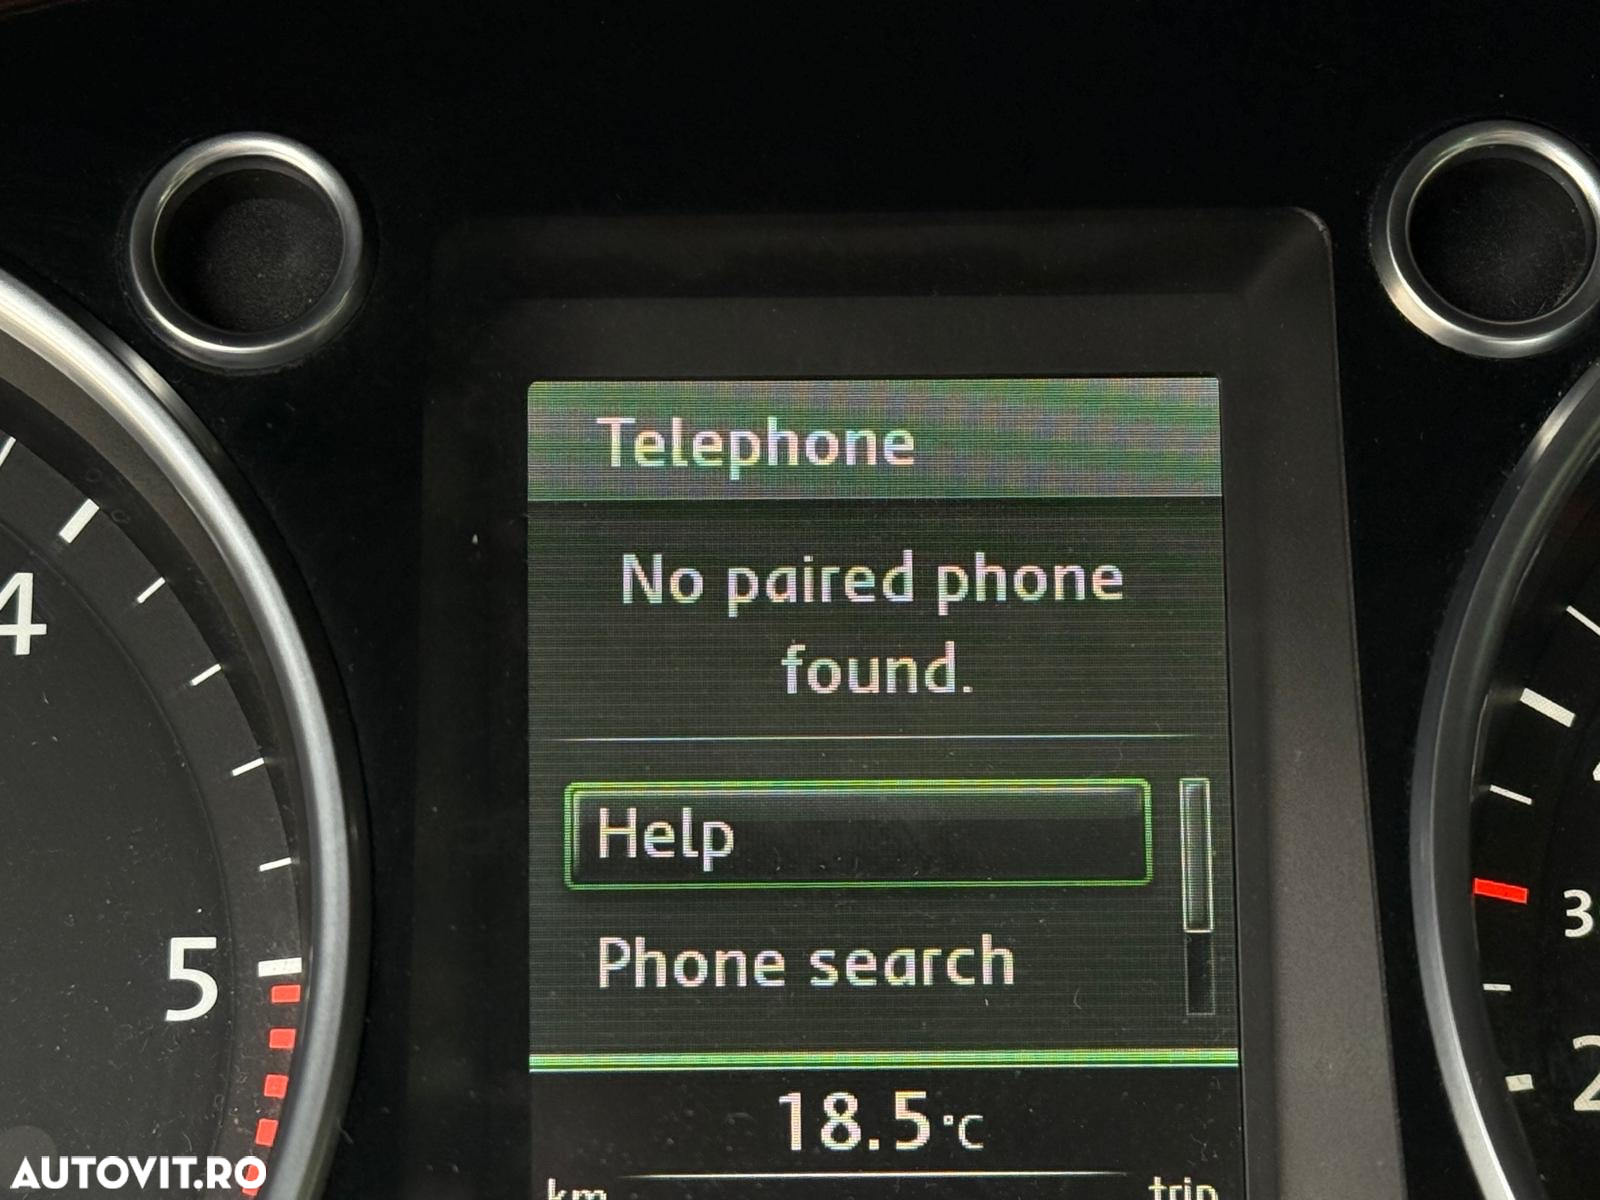 Telephone
No paired phone
found.
Help
Phone search
18.5 °C
km
trip
4
5
3
2
AUTOVIT.RO